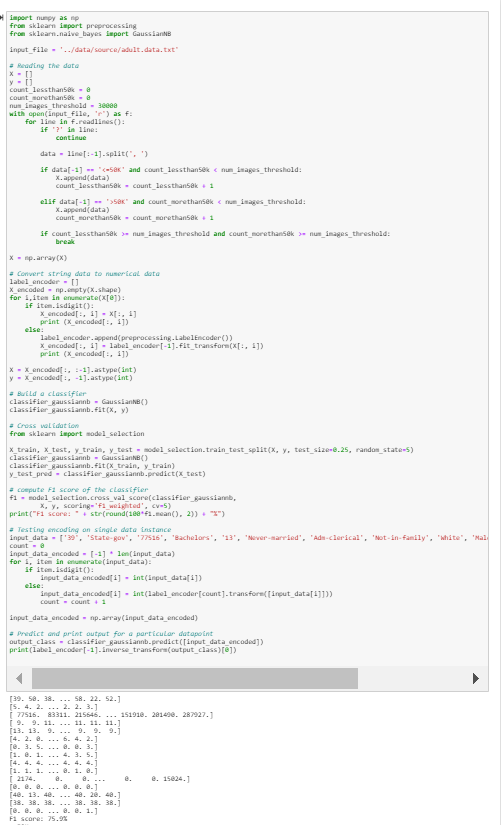 import numpy as np
from sklearn import preprocessing
from sklearn.naive_bayes import GaussianNB
input_file = '../data/source/adult.data.txt'
# Reading the data
X = []
y = []
count_lessthan50k = 0
count_morethan50k = 0
num_images_threshold = 30000
with open(input_file, 'r') as f:
    for line in f.readlines():
        if '?' in line:
            continue
        data = line[:-1].split(', ')
        if data[-1] == '<=50K' and count_lessthan50k < num_images_threshold:
            X.append(data)
            count_lessthan50k = count_lessthan50k + 1
        elif data[-1] == '>50K' and count_morethan50k < num_images_threshold:
            X.append(data)
            count_morethan50k = count_morethan50k + 1
        if count_lessthan50k >= num_images_threshold and count_morethan50k >= num_images_threshold:
            break
X = np.array(X)
# Convert string data to numerical data
label_encoder = []
X_encoded = np.empty(X.shape)
for i,item in enumerate(X[0]):
    if item.isdigit():
        X_encoded[:, i] = X[:, i]
        print (X_encoded[:, i])
    else:
        label_encoder.append(preprocessing.LabelEncoder())
        X_encoded[:, i] = label_encoder[-1].fit_transform(X[:, i])
        print (X_encoded[:, i])
X = X_encoded[:, :-1].astype(int)
y = X_encoded[:, -1].astype(int)
# Build a classifier
classifier_gaussiannb = GaussianNB()
classifier_gaussiannb.fit(X, y)
# Cross validation
from sklearn import model_selection
X_train, X_test, y_train, y_test = model_selection.train_test_split(X, y, test_size=0.25, random_state=5)
classifier_gaussiannb = GaussianNB()
classifier_gaussiannb.fit(X_train, y_train)
y_test_pred = classifier_gaussiannb.predict(X_test)
# compute F1 score of the classifier
f1 = model_selection.cross_val_score(classifier_gaussiannb,
        X, y, scoring='f1_weighted', cv=5)
print("F1 score: " + str(round(100*f1.mean(), 2)) + "%")
# Testing encoding on single data instance
input_data = ['39', 'State-gov', '77516', 'Bachelors', '13', 'Never-married', 'Adm-clerical', 'Not-in-family', 'White', 'Mal
count = 0
input_data_encoded = [-1] * len(input_data)
for i, item in enumerate(input_data):
    if item.isdigit():
        input_data_encoded[i] = int(input_data[i])
    else:
        input_data_encoded[i] = int(label_encoder[count].transform([input_data[i]]))
        count = count + 1
input_data_encoded = np.array(input_data_encoded)
# Predict and print output for a particular datapoint
output_class = classifier_gaussiannb.predict([input_data_encoded])
print(label_encoder[-1].inverse_transform(output_class)[0])
[39. 50. 38. ... 58. 22. 52.]
[5. 4. 2. ... 2. 2. 3.]
[ 77516.  83311. 215646. ... 151910. 201490. 287927.]
[ 9.  9. 11. ... 11. 11. 11.]
[13. 13.  9. ...  9.  9.  9.]
[4. 2. 0. ... 6. 4. 2.]
[0. 3. 5. ... 0. 0. 3.]
[1. 0. 1. ... 4. 3. 5.]
[4. 4. 4. ... 4. 4. 4.]
[1. 1. 1. ... 0. 1. 0.]
[ 2174.     0.     0. ...     0.     0. 15024.]
[0. 0. 0. ... 0. 0. 0.]
[40. 13. 40. ... 40. 20. 40.]
[38. 38. 38. ... 38. 38. 38.]
[0. 0. 0. ... 0. 0. 1.]
F1 score: 75.9%